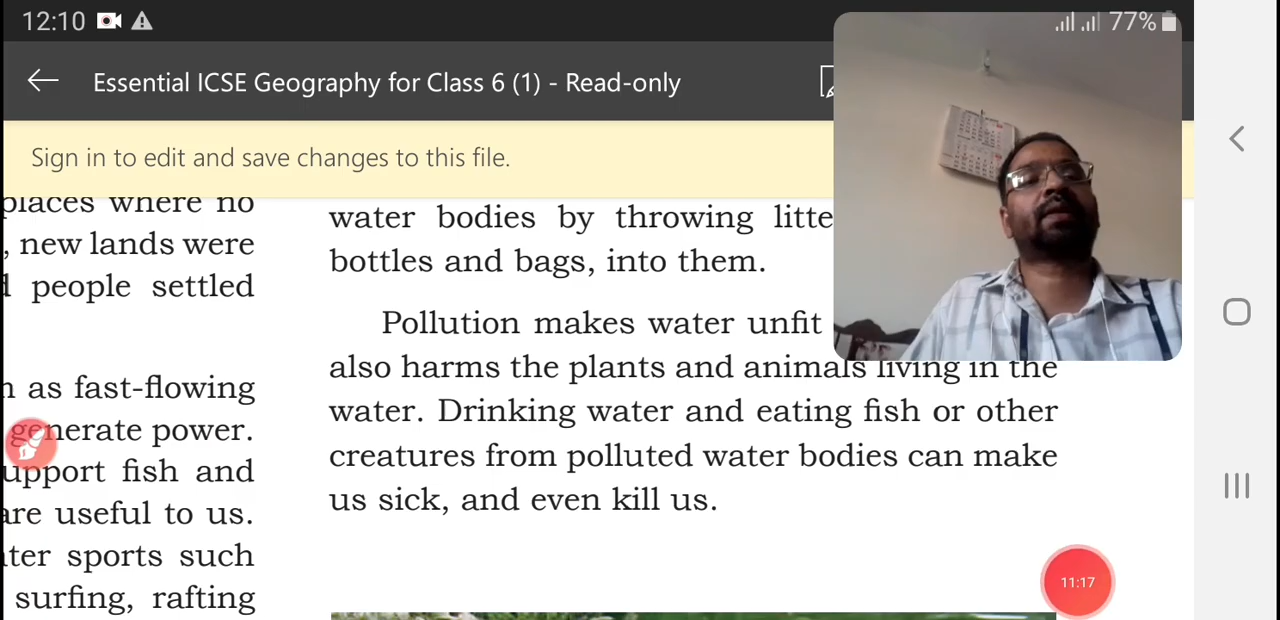 12:10
77%
Essential ICSE Geography for Class 6 (1) - Read-only
Sign in to edit and save changes to this file.
places where no
, new lands were
people settled
as fast-flowing
generate power.
support fish and
are useful to us.
sports such
surfing, rafting
water bodies by throwing
bottles and bags, into them.
Pollution makes water unfit
also harms the plants and animals living in the
water. Drinking water and eating fish or other
creatures from polluted water bodies can make
us sick, and even kill us.
11:17